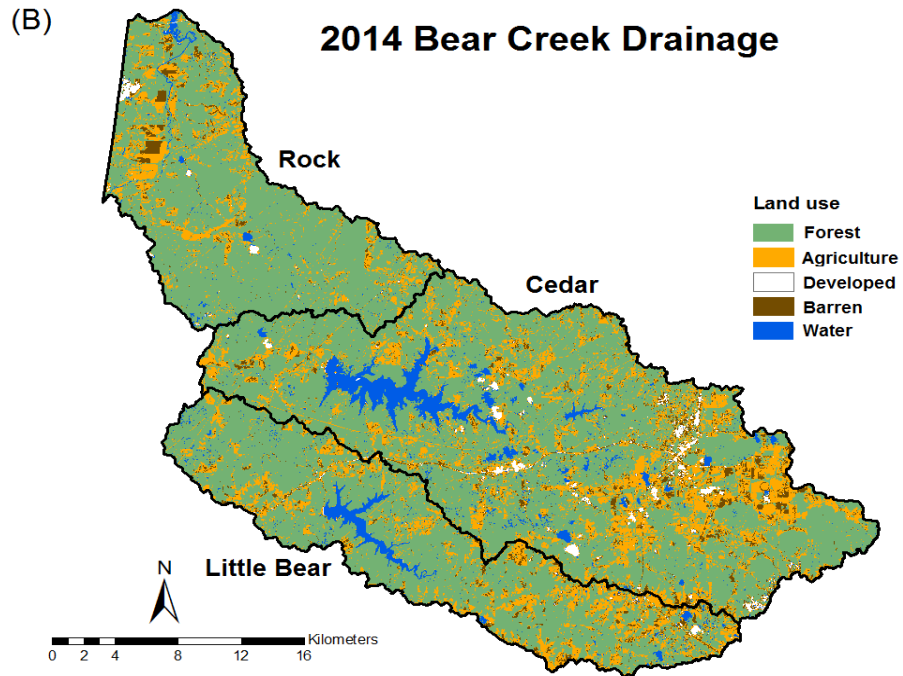 (B)
2014 Bear Creek Drainage
Rock
Cedar
Land use
Forest
Agriculture
Developed
Barren
Water
Little Bear
N
Kilometers
0 2 4 8 12 16